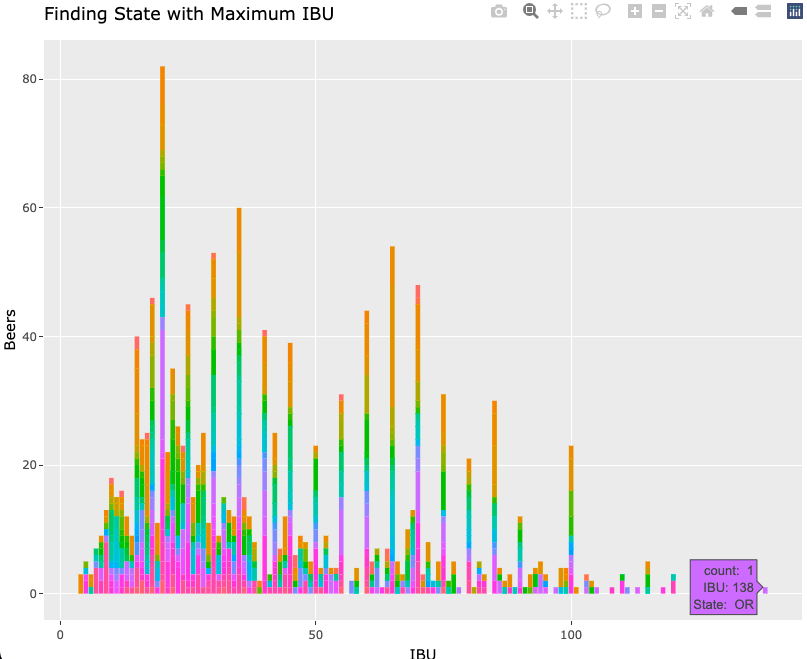 Finding State with Maximum IBU
80
60
40
20
0
Beers
count: 1
IBU: 138
State: OR
0
50
100
IBU